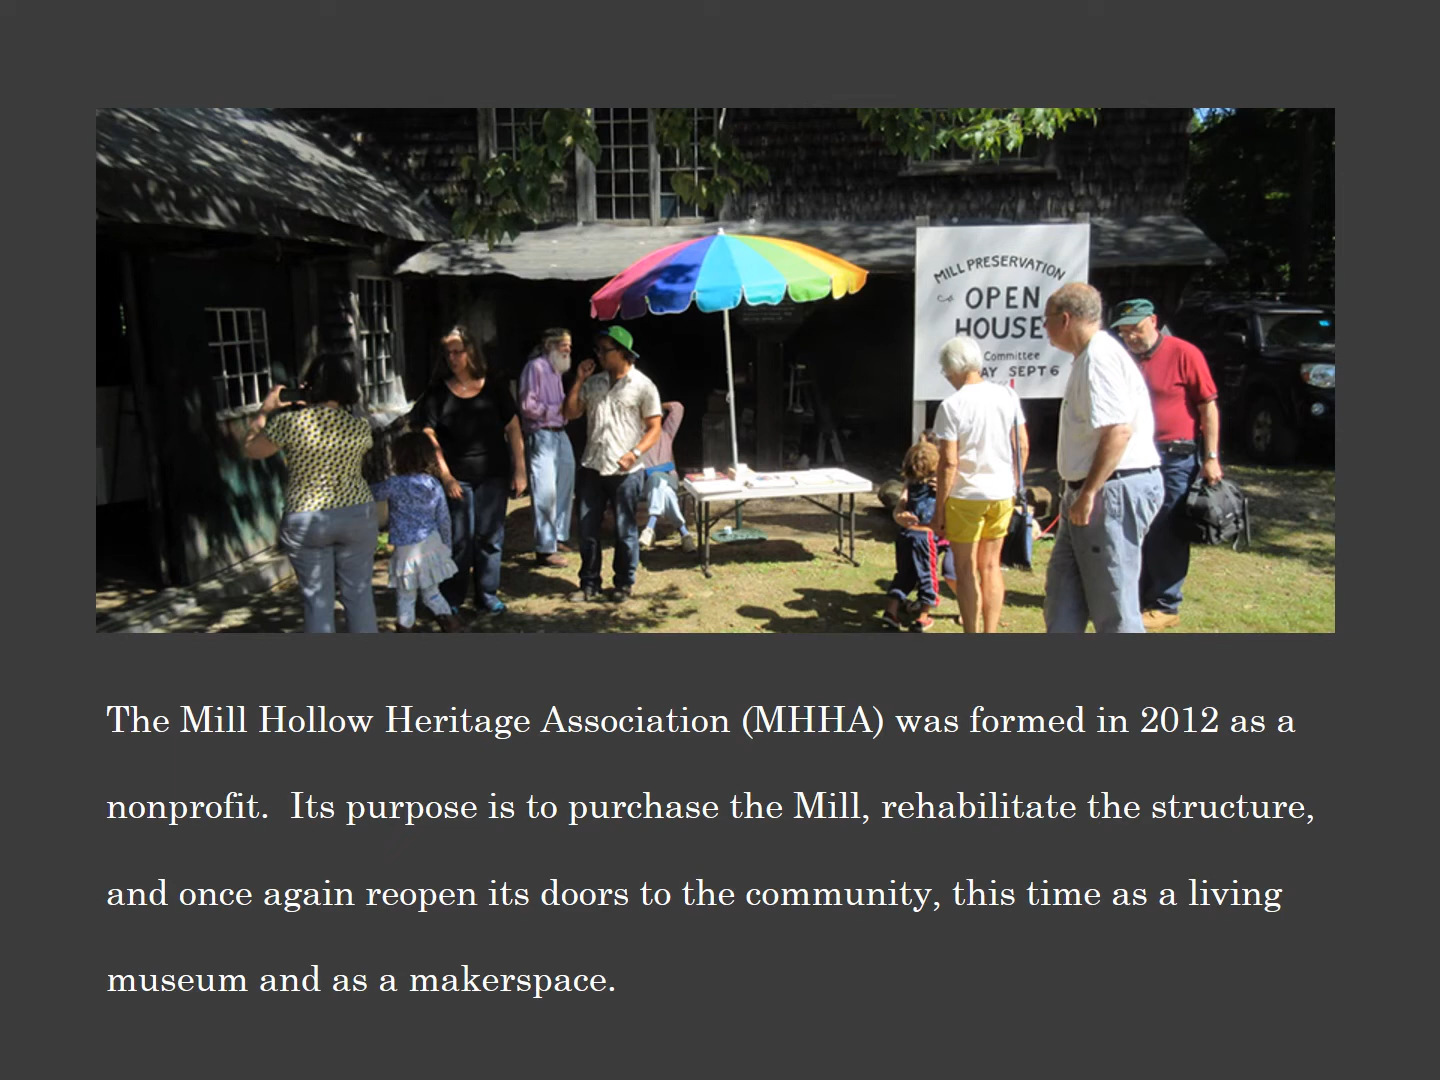 MILL PRESERVATION
OPEN
HOUSE
Committee
SEPT 6
The Mill Hollow Heritage Association (MHHA) was formed in 2012 as a
nonprofit.  Its purpose is to purchase the Mill, rehabilitate the structure,
and once again reopen its doors to the community, this time as a living
museum and as a makerspace.